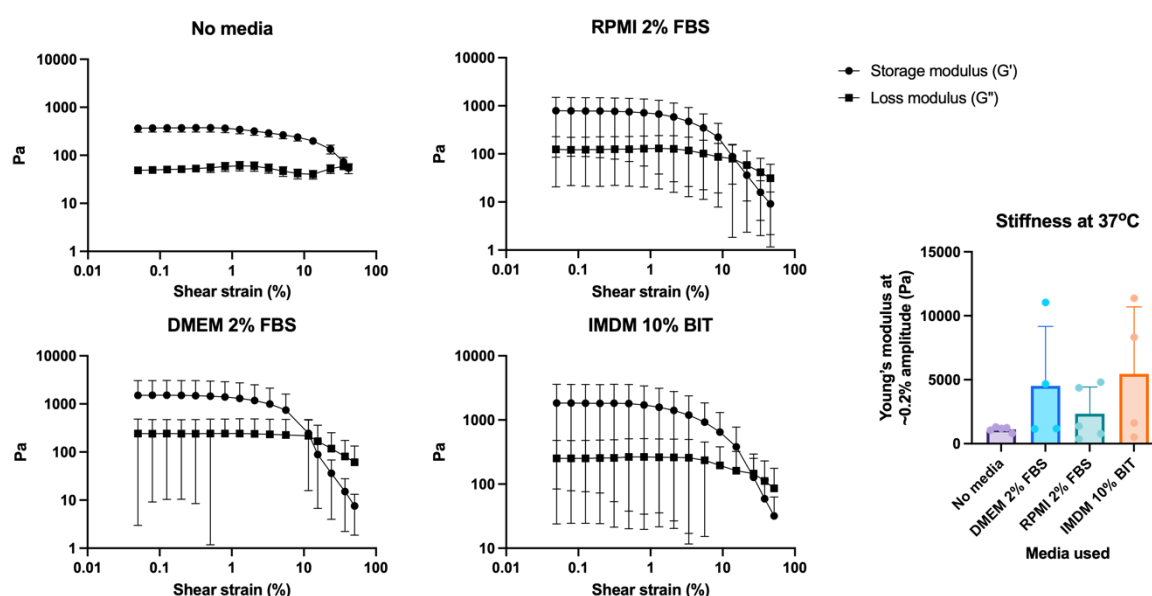 No media
10000
1000
100
10
1
Pa
0.01 0.1 1 10 100
Shear strain (%)
RPMI 2% FBS
10000
1000
100
10
1
Pa
0.01 0.1 1 10 100
Shear strain (%)
Storage modulus (G')
Loss modulus (G")
DMEM 2% FBS
10000
1000
100
10
1
Pa
0.01 0.1 1 10 100
Shear strain (%)
IMDM 10% BIT
10000
1000
100
10
Pa
0.01 0.1 1 10 100
Shear strain (%)
Stiffness at 37°C
15000
10000
5000
0
Young's modulus at
~0.2% amplitude (Pa)
No media
DMEM 2% FBS
RPMI 2% FBS
IMDM 10% BIT
Media used